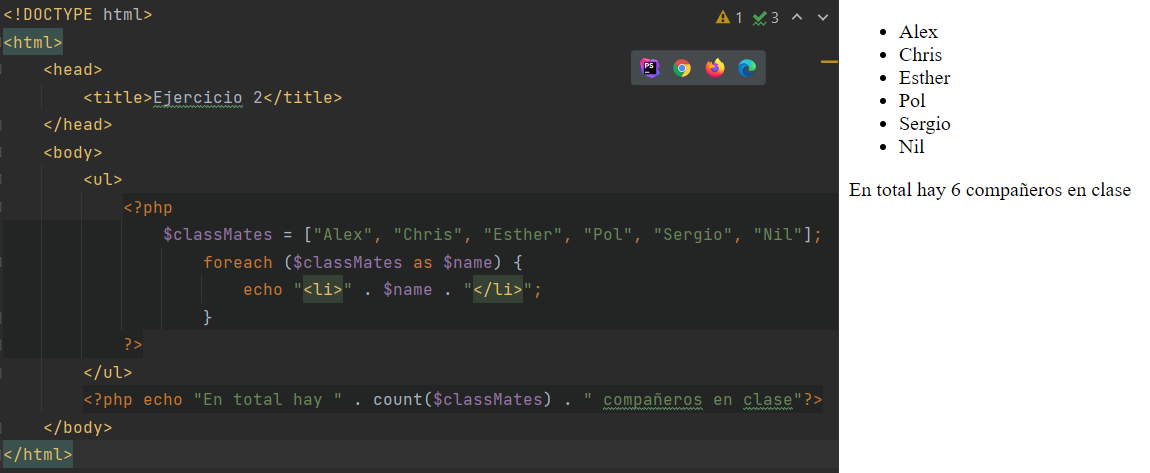 <!DOCTYPE html>
1 3
<html>
<head>
PS
<title>Ejercicio 2</title>
</head>
<body>
<ul>
<?php
$classMates = ["Alex", "Chris", "Esther", "Pol", "Sergio", "Nil"];
foreach ($classMates as $name) {
echo "<li>" . $name . "</li>";
}
?>
</ul>
<?php echo "En total hay " . count($classMates) . " compañeros en clase"?>
</body>
</html>
Alex
Chris
Esther
Pol
Sergio
Nil
En total hay 6 compañeros en clase